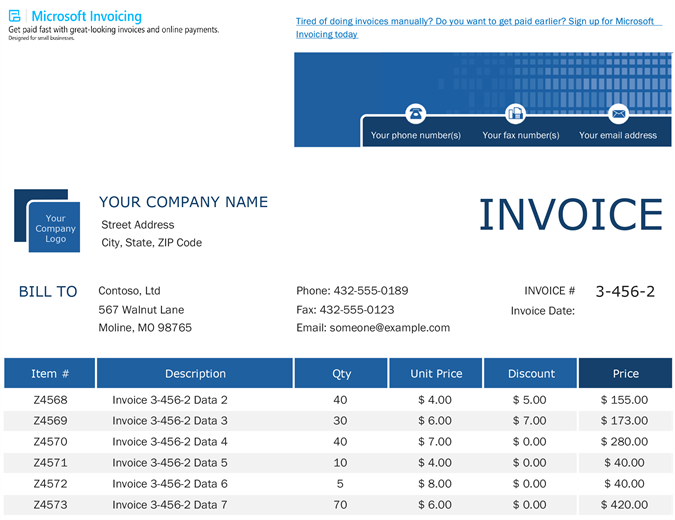 Microsoft Invoicing
Get paid fast with great-looking invoices and online payments.
Designed for small businesses.
Tired of doing invoices manually? Do you want to get paid earlier? Sign up for Microsoft
Invoicing today
Your phone number(s) Your fax number(s) Your email address
Your
Company
Logo
YOUR COMPANY NAME
Street Address
City, State, ZIP Code
INVOICE
BILL TO Contoso, Ltd Phone: 432-555-0189 INVOICE # 3-456-2
567 Walnut Lane Fax: 432-555-0123 Invoice Date:
Moline, MO 98765 Email: someone@example.com
Item # Description Qty Unit Price Discount Price
Z4568 Invoice 3-456-2 Data 2 40 $ 4.00 $ 5.00 $ 155.00
Z4569 Invoice 3-456-2 Data 3 30 $ 6.00 $ 7.00 $ 173.00
Z4570 Invoice 3-456-2 Data 4 40 $ 7.00 $ 0.00 $ 280.00
Z4571 Invoice 3-456-2 Data 5 10 $ 4.00 $ 0.00 $ 40.00
Z4572 Invoice 3-456-2 Data 6 5 $ 8.00 $ 0.00 $ 40.00
Z4573 Invoice 3-456-2 Data 7 70 $ 6.00 $ 0.00 $ 420.00